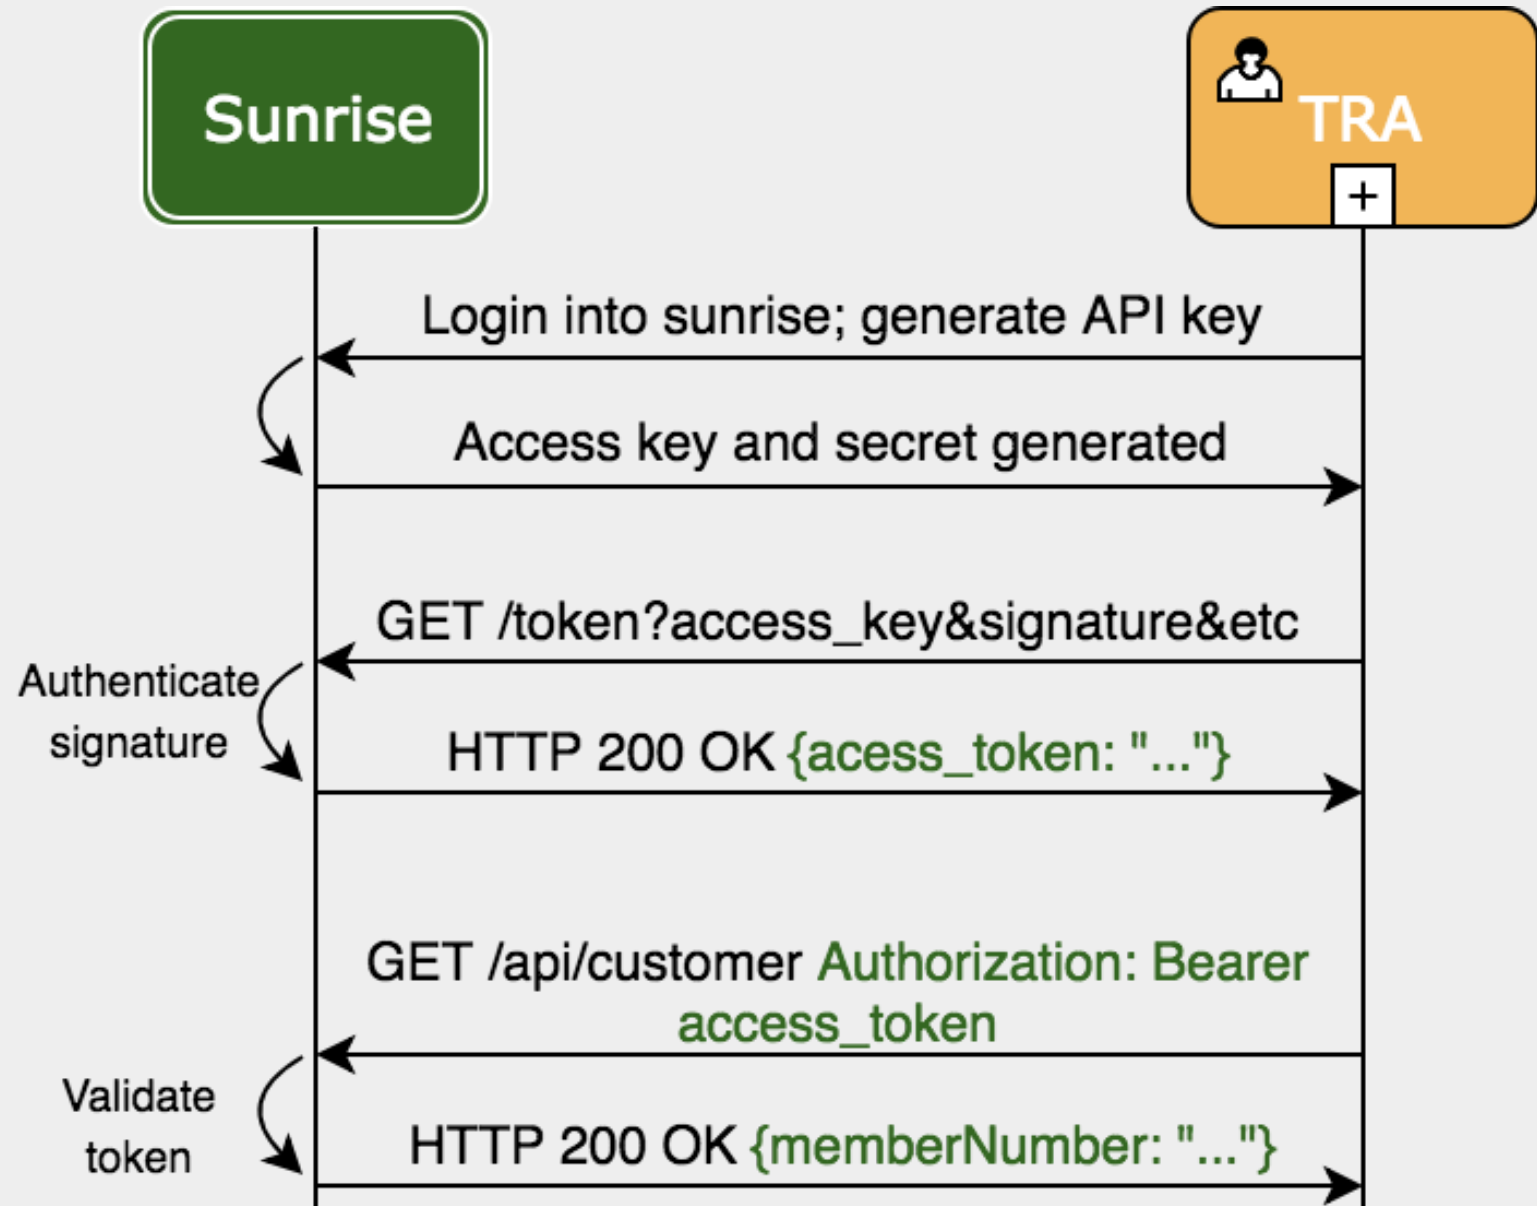 Sunrise
TRA
+
Login into sunrise; generate API key
Access key and secret generated
GET /token?access_key&signature&etc
Authenticate
signature
HTTP 200 OK {acess_token: "..."}
GET /api/customer Authorization: Bearer
access_token
Validate
token
HTTP 200 OK {memberNumber: "..."}